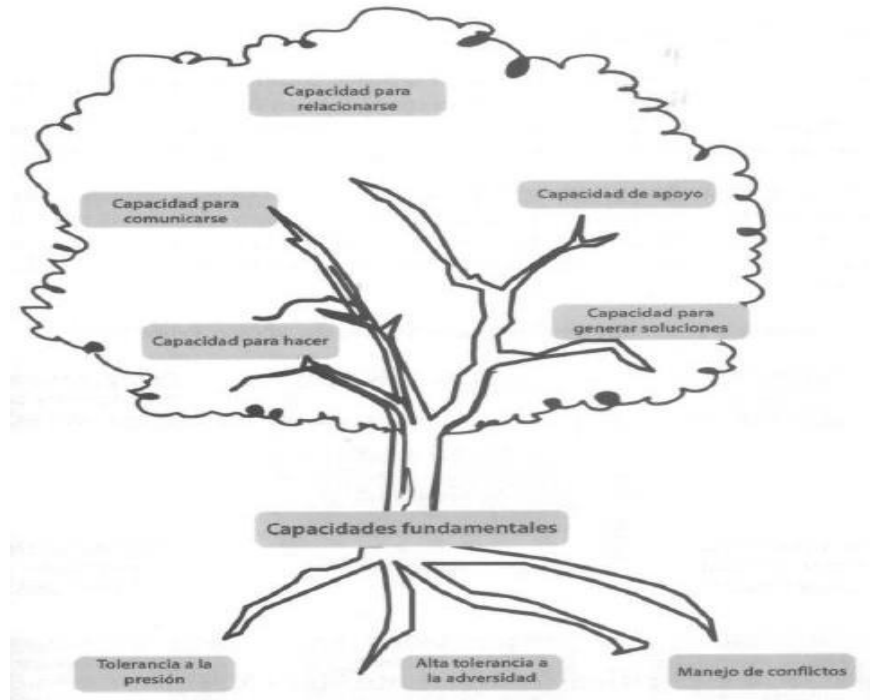 Capacidad para
relacionarse
Capacidad para
comunicarse
Capacidad de apoyo
Capacidad para hacer
Capacidad para
generar soluciones
Capacidades fundamentales
Tolerancia a la
presión
Alta tolerancia a
la adversidad
Manejo de conflictos